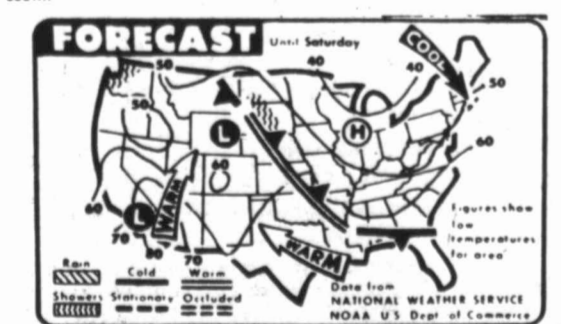 FORECAST
Until Saturday
COOL
50
40
40
50
50
H
L
60
60
60
L
WARM
70
80
70
WARM
Figures show
low
temperatures
for area
Rain
Cold
Warm
Showers
Stationary
Occluded
Data from
NATIONAL WEATHER SERVICE
NOAA U S Dept of Commerce